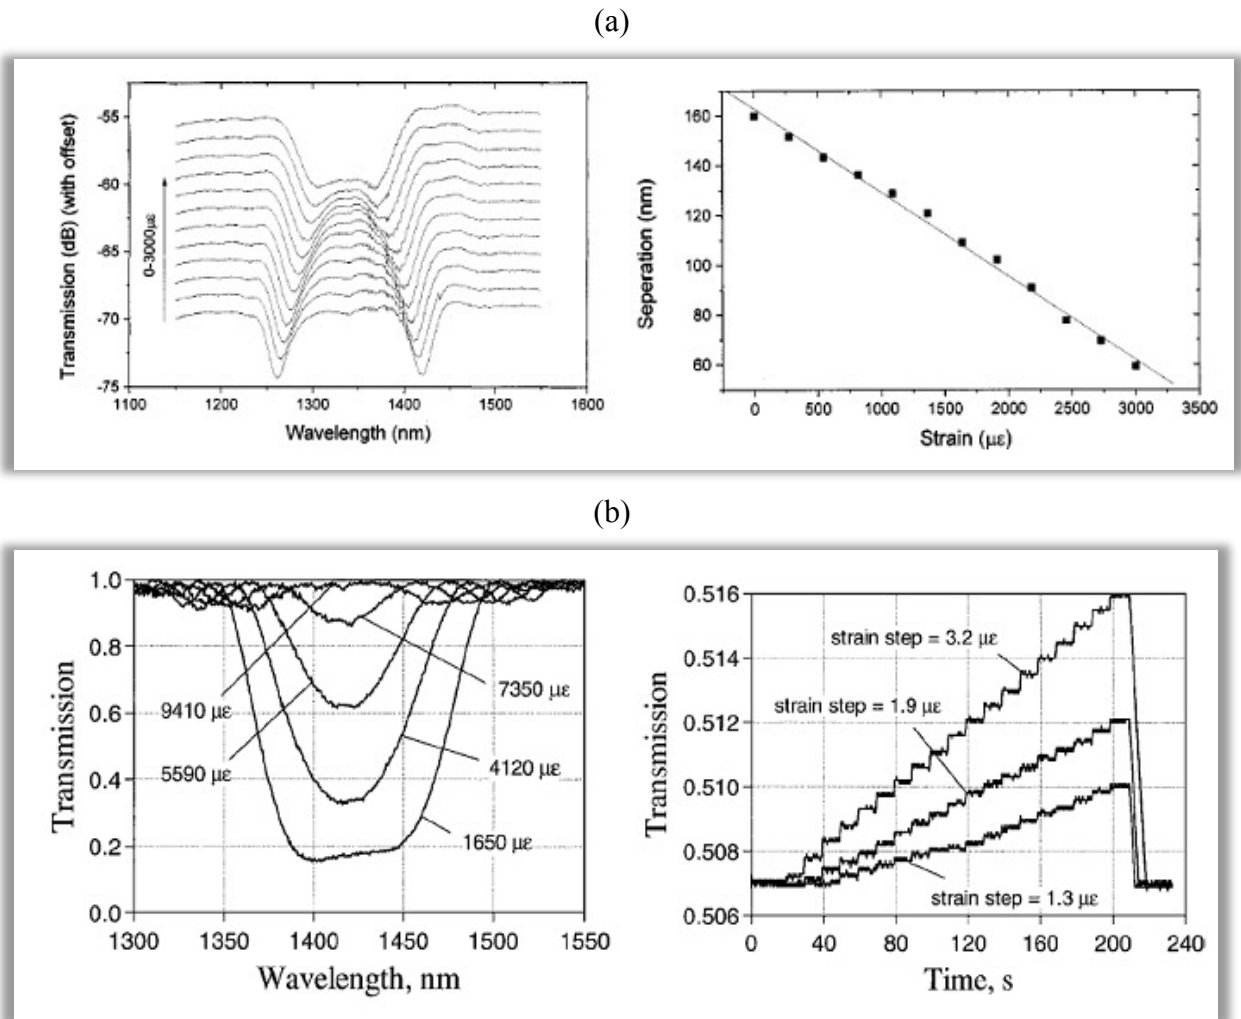 (a)
Transmission (dB) (with offset)
-55
-60
-65
-70
-75
0-3000με
1100 1200 1300 1400 1500 1600
Wavelength (nm)
Seperation (nm)
160
140
120
100
80
60
0 500 1000 1500 2000 2500 3000 3500
Strain (με)
(b)
Transmission
1.0
0.8
0.6
0.4
0.2
0.0
9410 με
5590 με
7350 με
4120 με
1650 με
1300 1350 1400 1450 1500 1550
Wavelength, nm
Transmission
0.516
0.514
0.512
0.510
0.508
0.506
strain step = 3.2 με
strain step = 1.9 με
strain step = 1.3 με
0 40 80 120 160 200 240
Time, s